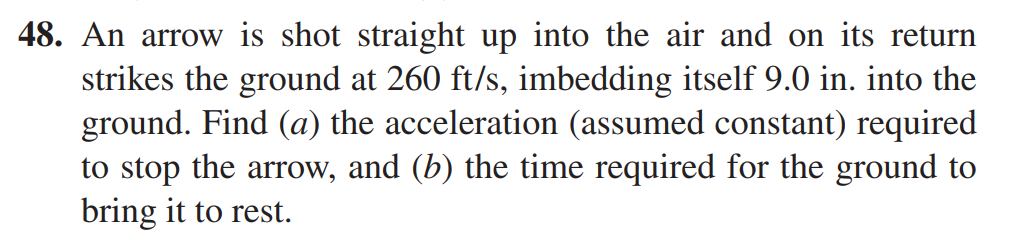 48. An arrow is shot straight up into the air and on its return
strikes the ground at 260 ft/s, imbedding itself 9.0 in. into the
ground. Find (a) the acceleration (assumed constant) required
to stop the arrow, and (b) the time required for the ground to
bring it to rest.